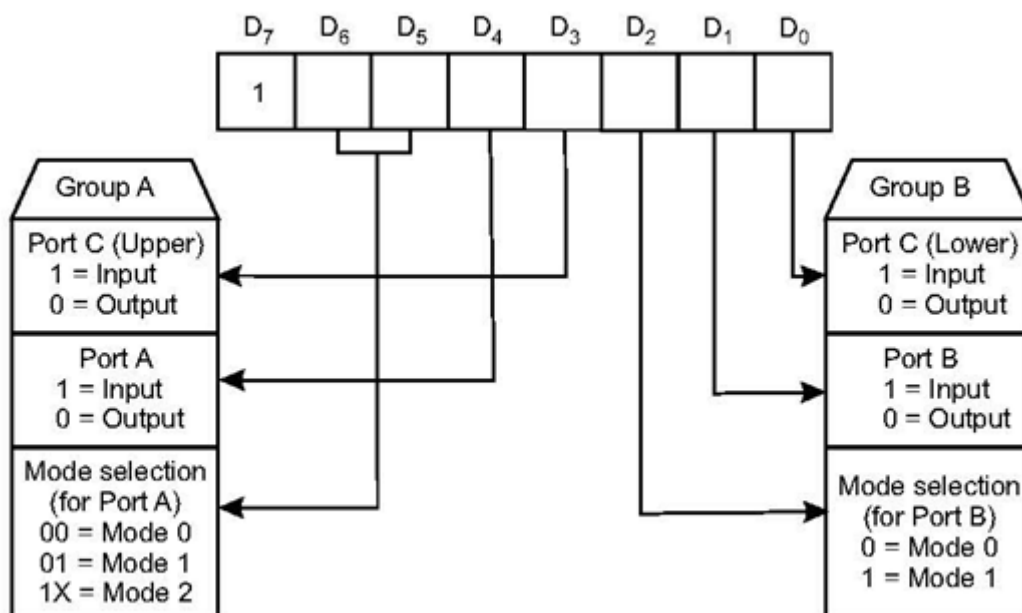 D7 D6 D5 D4 D3 D2 D1 D0
1
Group A
Port C (Upper)
1 = Input
0 = Output
Port A
1 = Input
0 = Output
Mode selection
(for Port A)
00 = Mode 0
01 = Mode 1
1X = Mode 2
Group B
Port C (Lower)
1 = Input
0 = Output
Port B
1 = Input
0 = Output
Mode selection
(for Port B)
0 = Mode 0
1 = Mode 1